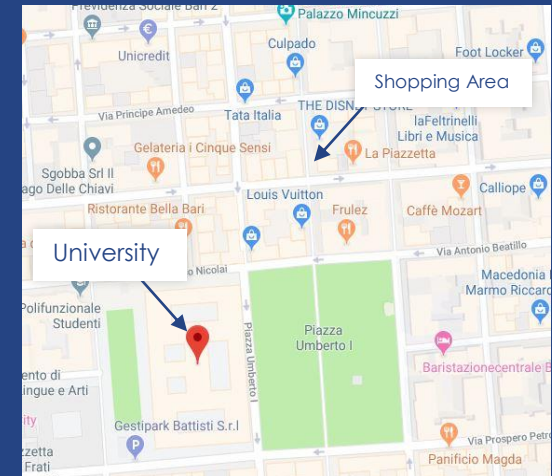 Previdenza Sociale Bari 2
Palazzo Mincuzzi
Unicredit
Culpado
Foot Locker
Shopping Area
Via Principe Amedeo
Tata Italia
THE DISNEY STORE
laFeltrinelli
Libri e Musica
Gelateria i Cinque Sensi
La Piazzetta
Sgobba Srl Il
ago Delle Chiavi
Louis Vuitton
Calliope
Ristorante Bella Bari
Frulez
Caffè Mozart
University
Via Antonio Beatillo
Nicolai
Macedonia
Marmo Riccard
Polifunzionale
Studenti
Piazza Umberto I
Piazza
Umberto I
Baristazionecentrale B
ento di
ingue e Arti
ity
Gestipark Battisti S.r.l
P
Via Prospero Petro
zzetta
Frati
Panificio Magda